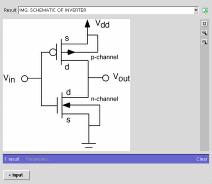 Result IMG: SCHEMATIC OF INVERTER
Vdd
s
p-channel
d
Vin
Vout
d
n-channel
s
1 result
Clear
< Input